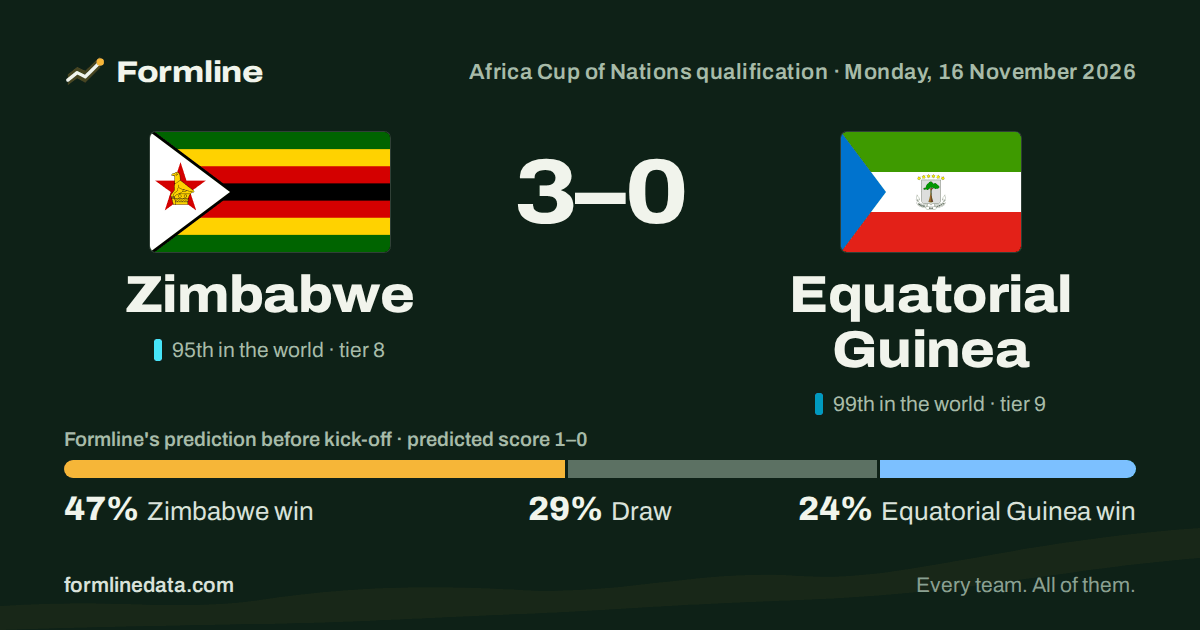 Formline
Africa Cup of Nations qualification · Monday, 16 November 2026
3–0
Zimbabwe
95th in the world · tier 8
Equatorial
Guinea
99th in the world · tier 9
Formline's prediction before kick-off · predicted score 1–0
47% Zimbabwe win
29% Draw
24% Equatorial Guinea win
formlinedata.com
Every team. All of them.